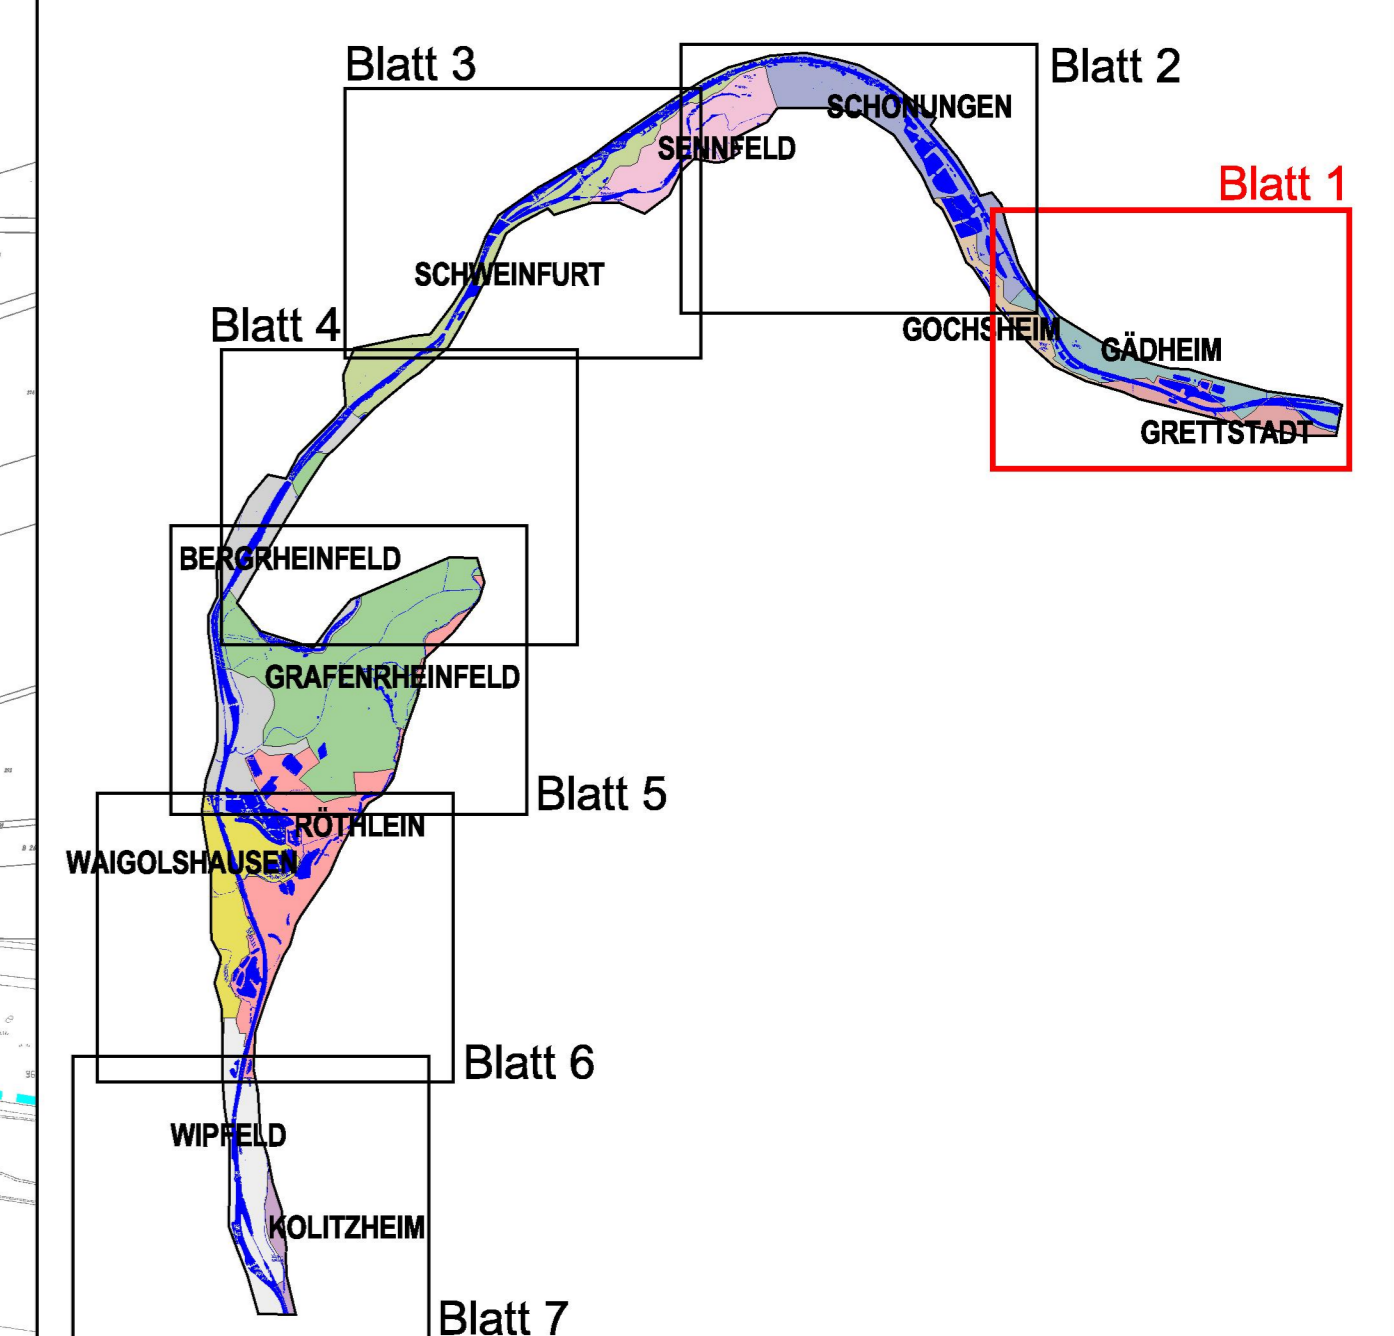 Blatt 3
Blatt 2
SCHONUNGEN
SENNFELD
Blatt 1
SCHWEINFURT
Blatt 4
GOCHSHEIM
GÄDHEIM
GRETTSTADT
BERGRHEINFELD
GRAFENRHEINFELD
Blatt 5
RÖTHLEIN
WAIGOLSHAUSEN
Blatt 6
WIPFELD
KOLITZHEIM
Blatt 7